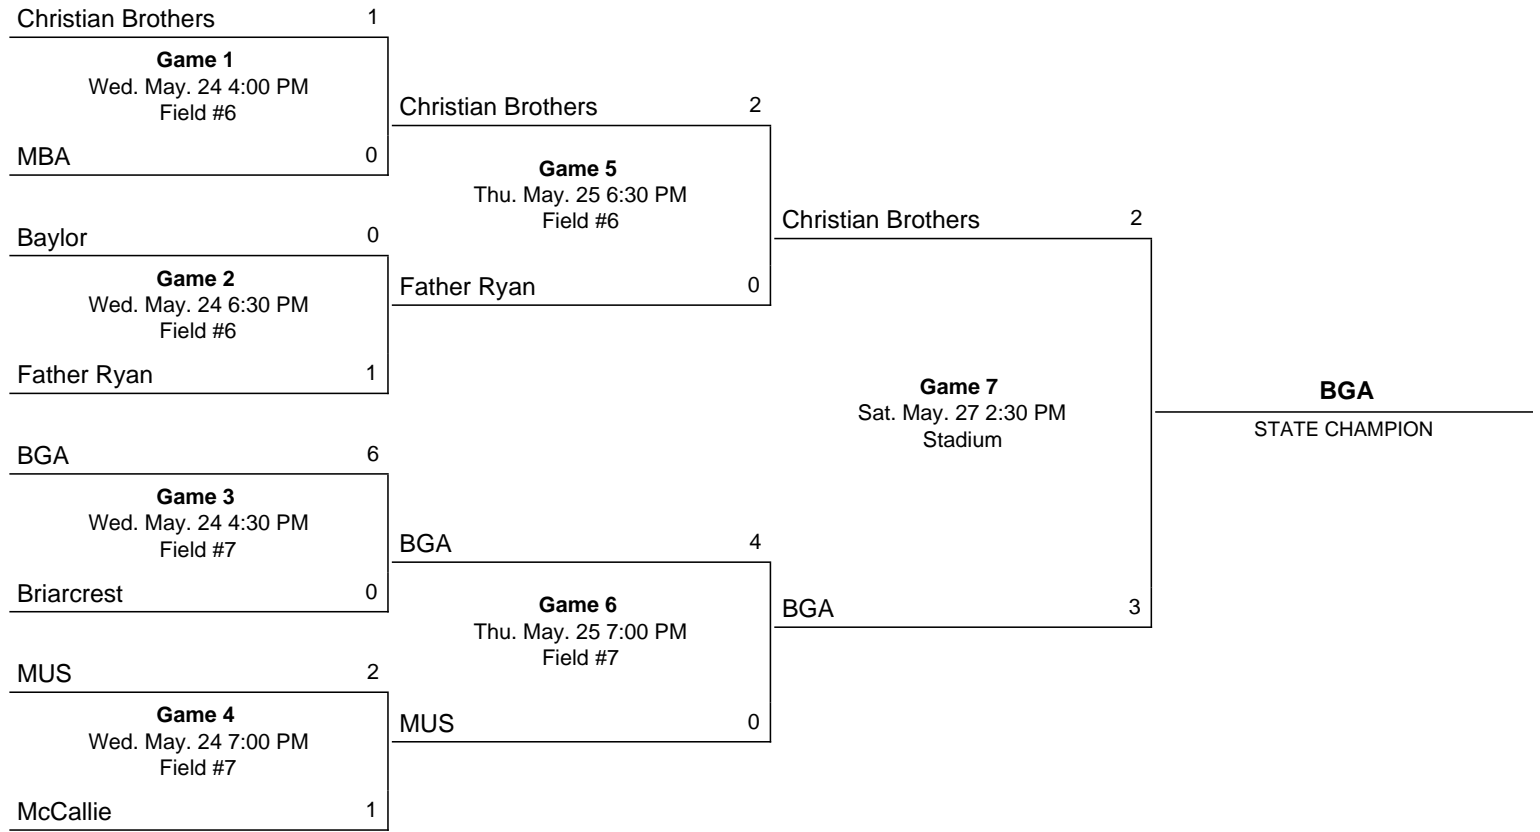 Christian Brothers 1
Game 1
Wed. May. 24 4:00 PM
Field #6
MBA 0
Baylor 0
Game 2
Wed. May. 24 6:30 PM
Field #6
Father Ryan 1
BGA 6
Game 3
Wed. May. 24 4:30 PM
Field #7
Briarcrest 0
MUS 2
Game 4
Wed. May. 24 7:00 PM
Field #7
McCallie 1
Christian Brothers 2
Game 5
Thu. May. 25 6:30 PM
Field #6
Father Ryan 0
BGA 4
Game 6
Thu. May. 25 7:00 PM
Field #7
MUS 0
Christian Brothers 2
Game 7
Sat. May. 27 2:30 PM
Stadium
BGA 3
BGA
STATE CHAMPION